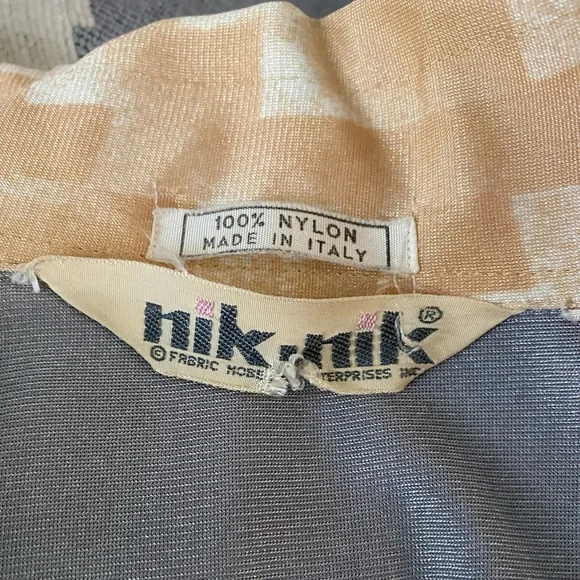 100% NYLON
MADE IN ITALY
nik.nik®
© FABRIC INC